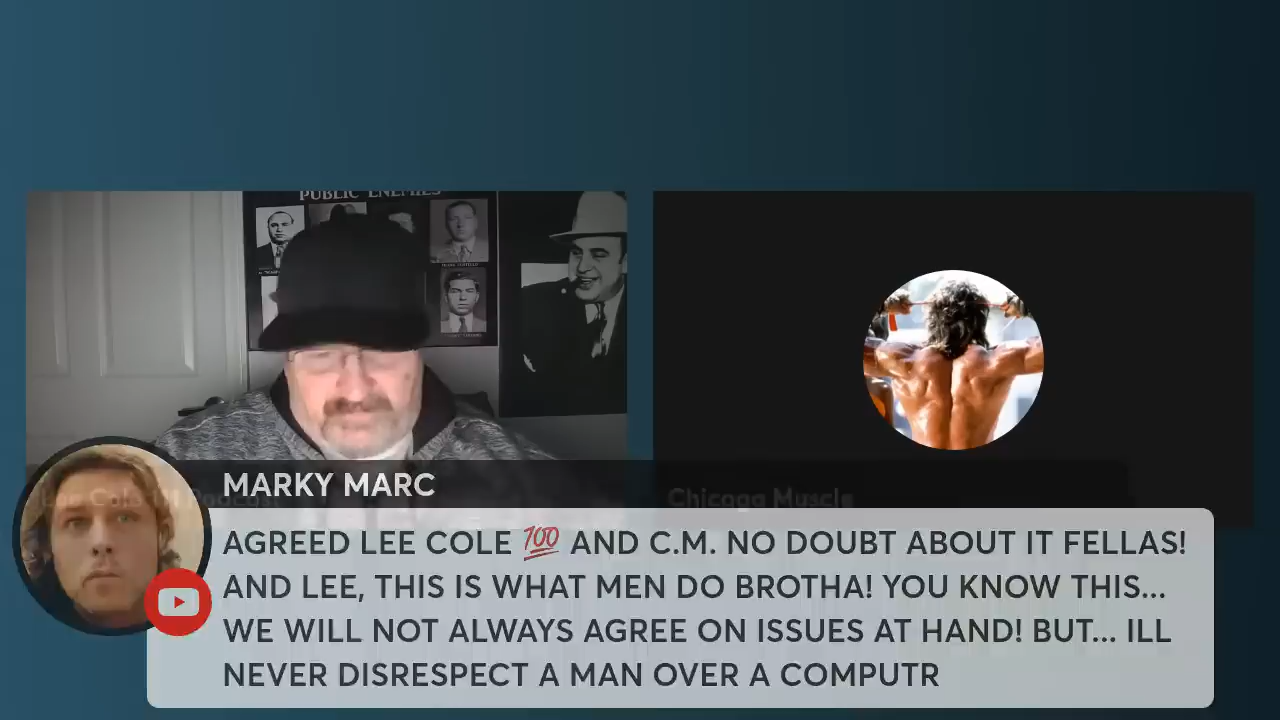 PUBLIC ENEMIES
Chicago Muscle
MARKY MARC
AGREED LEE COLE 💯 AND C.M. NO DOUBT ABOUT IT FELLAS!
AND LEE, THIS IS WHAT MEN DO BROTHA! YOU KNOW THIS...
WE WILL NOT ALWAYS AGREE ON ISSUES AT HAND! BUT... ILL
NEVER DISRESPECT A MAN OVER A COMPUTR